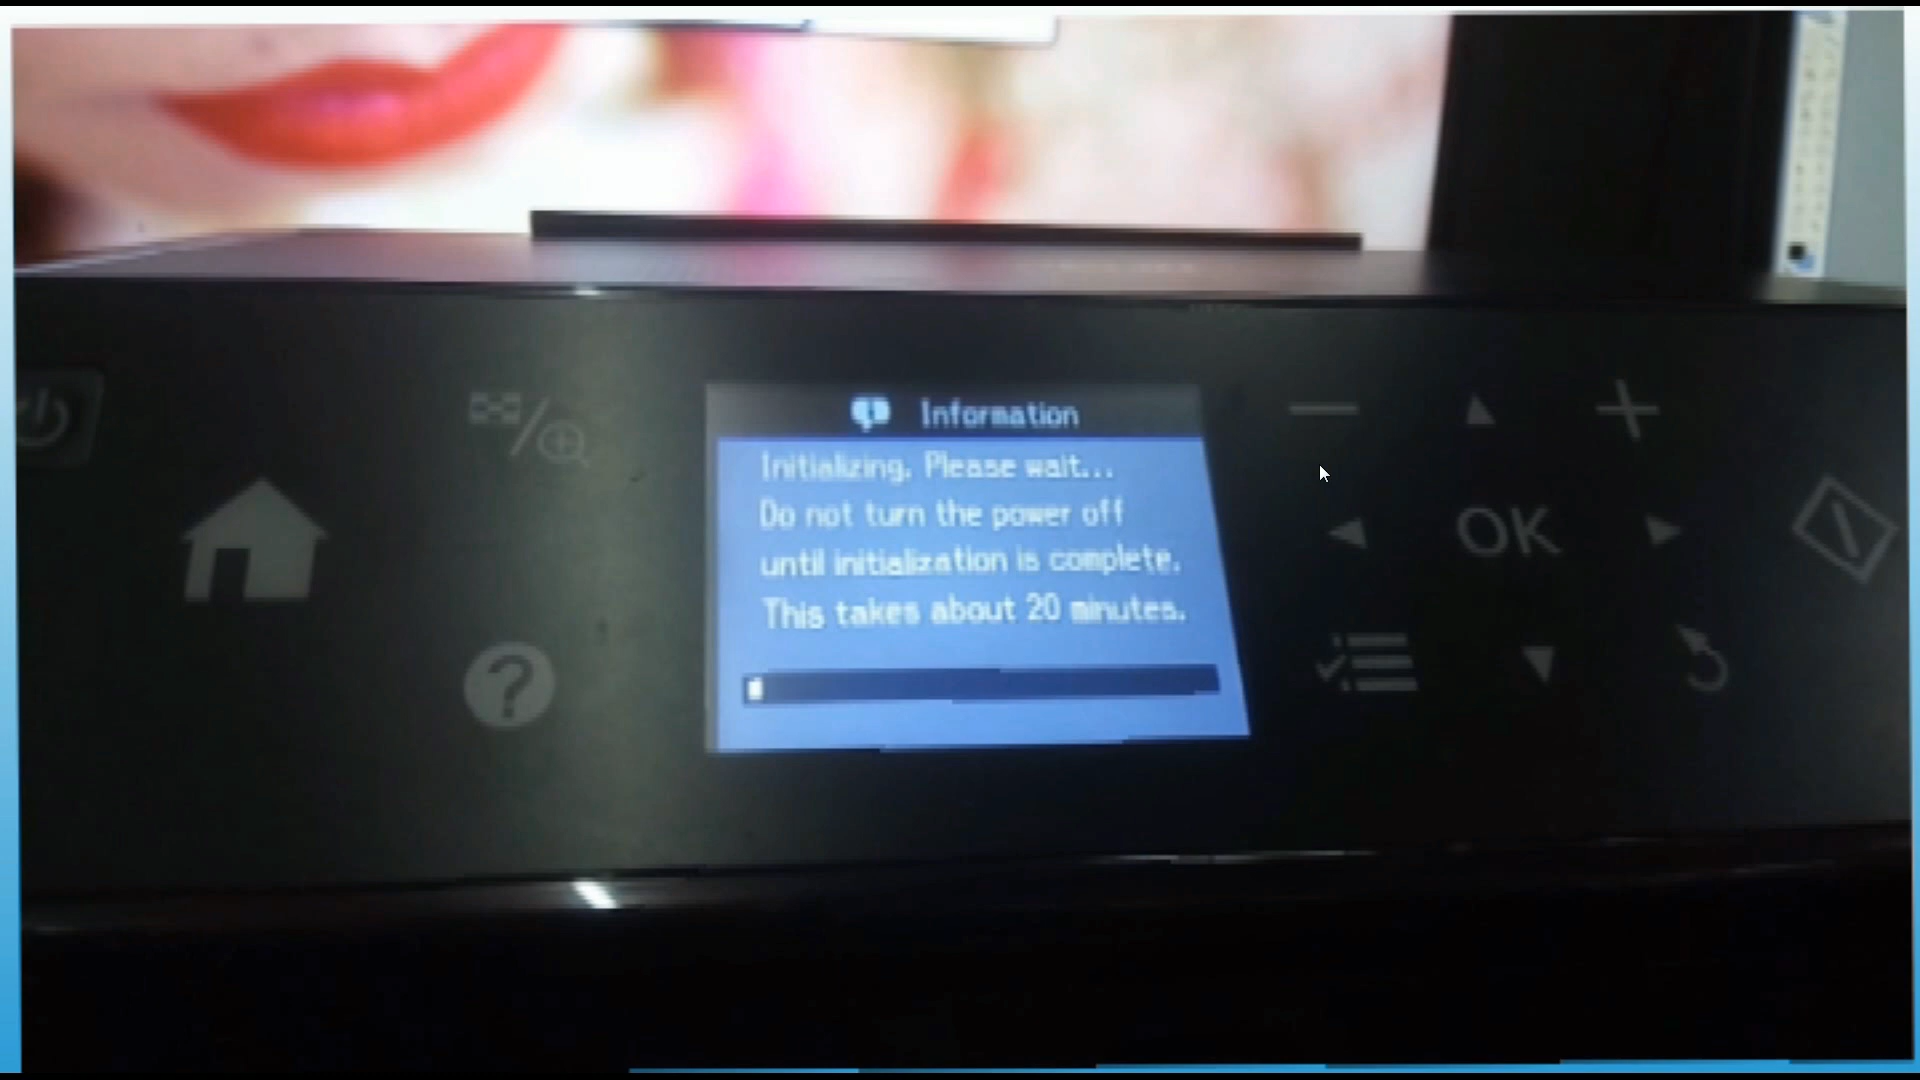 Information
Initializing. Please wait...
Do not turn the power off
until initialization is complete.
This takes about 20 minutes.
OK
?